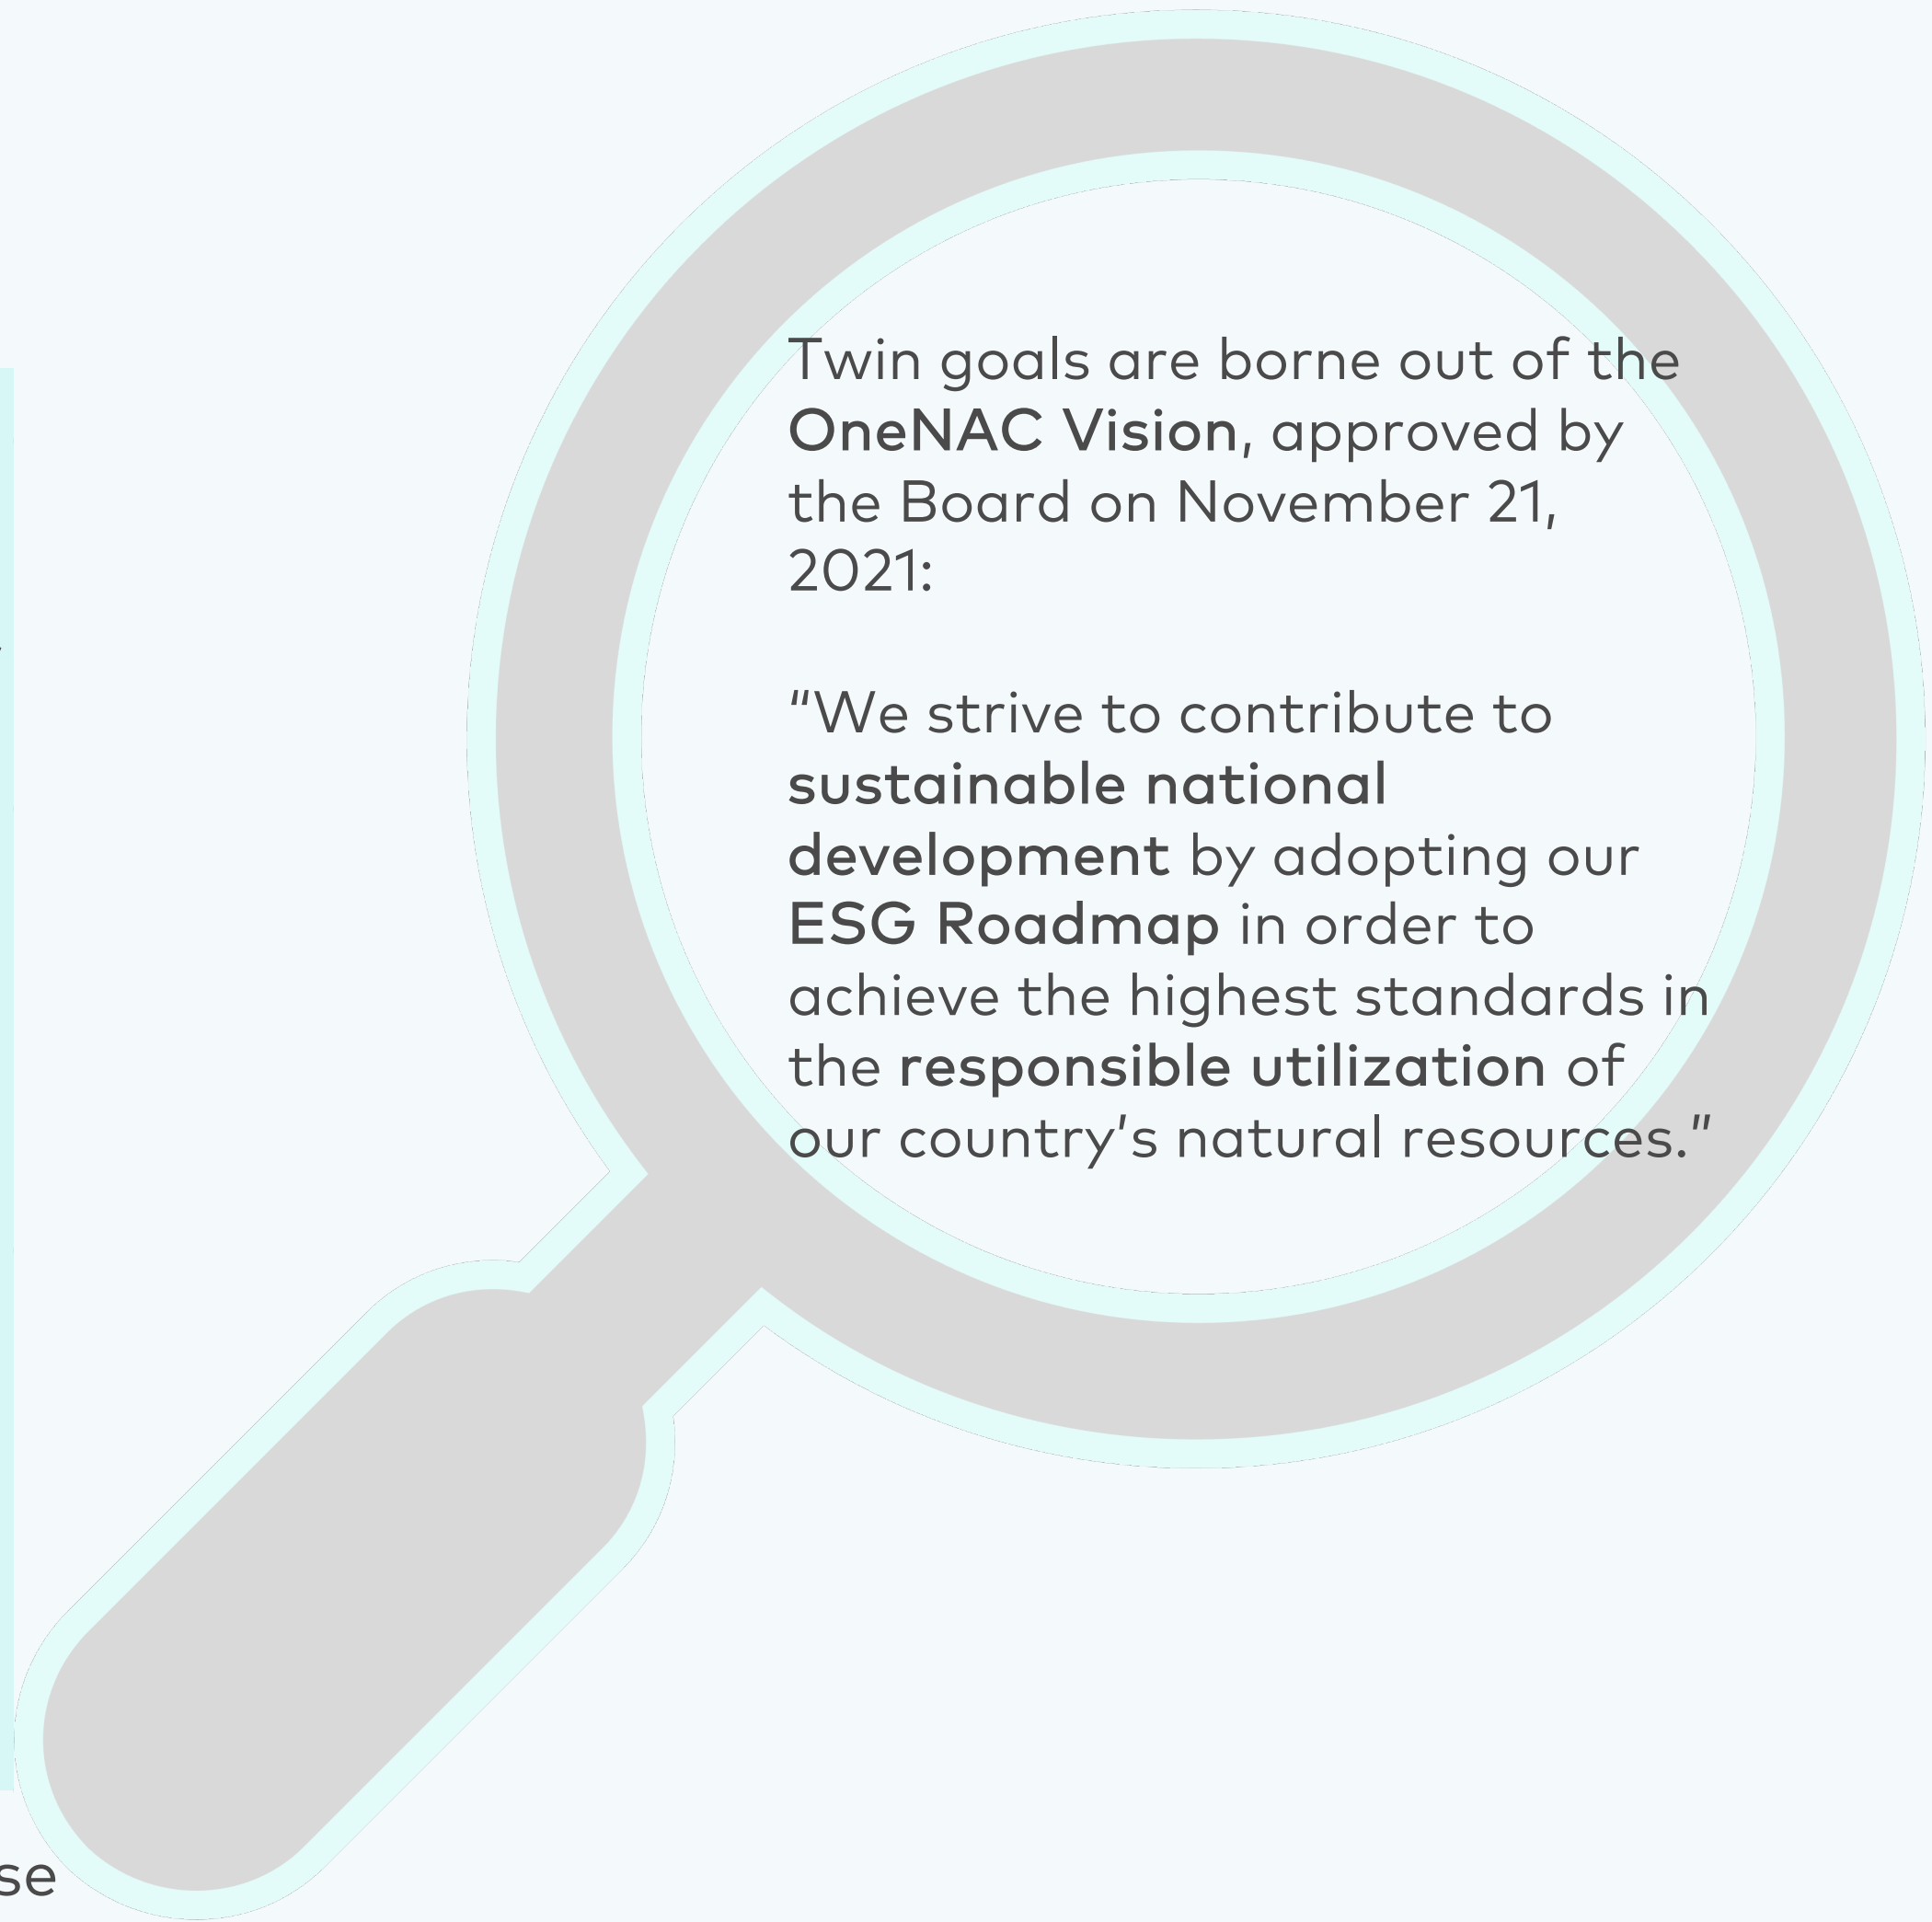 Twin goals are borne out of the
OneNAC Vision, approved by
the Board on November 21,
2021:
“We strive to contribute to
sustainable national
development by adopting our
ESG Roadmap in order to
achieve the highest standards in
the responsible utilization of
our country’s natural resources.”